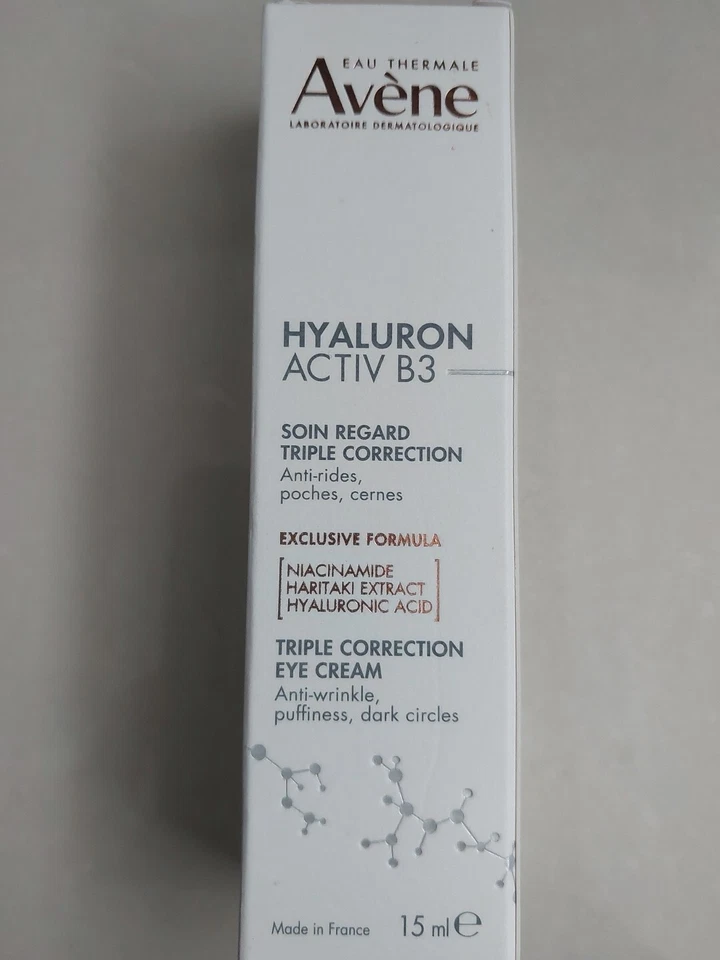 EAU THERMALE
Avène
LABORATOIRE DERMATOLOGIQUE
HYALURON
ACTIV B3
SOIN REGARD
TRIPLE CORRECTION
Anti-rides,
poches, cernes
EXCLUSIVE FORMULA
NIACINAMIDE
HARITAKI EXTRACT
HYALURONIC ACID
TRIPLE CORRECTION
EYE CREAM
Anti-wrinkle,
puffiness, dark circles
Made in France 15 ml ℮